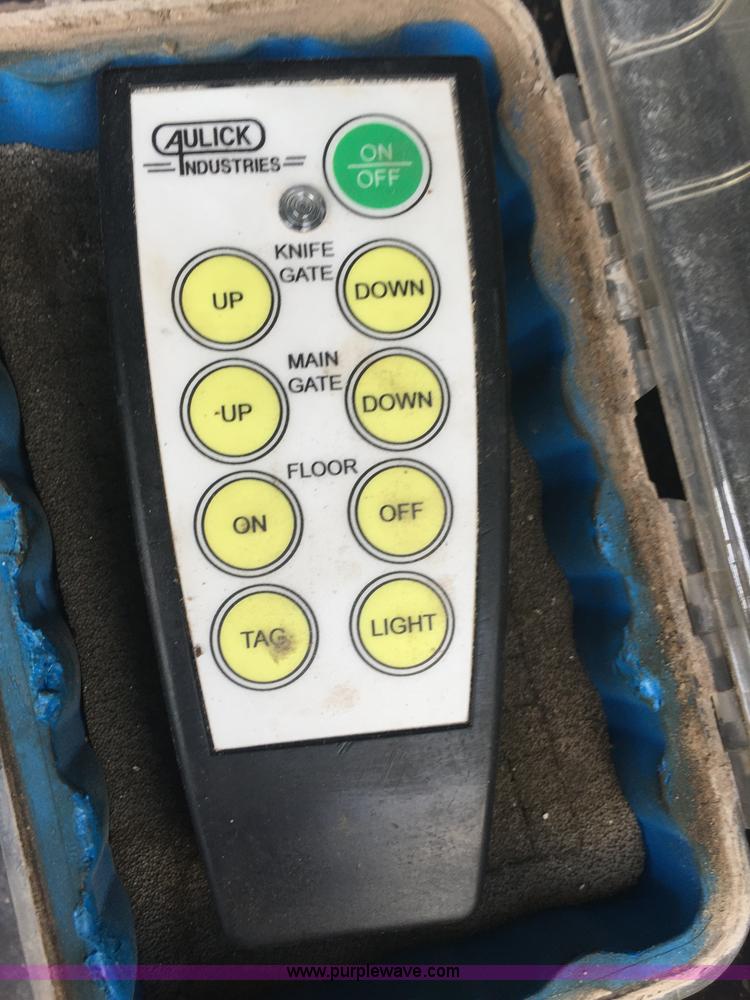 AULICK
INDUSTRIES
ON
OFF
KNIFE
GATE
UP
DOWN
MAIN
GATE
UP
DOWN
FLOOR
ON
OFF
TAG
LIGHT
www.purplewave.com